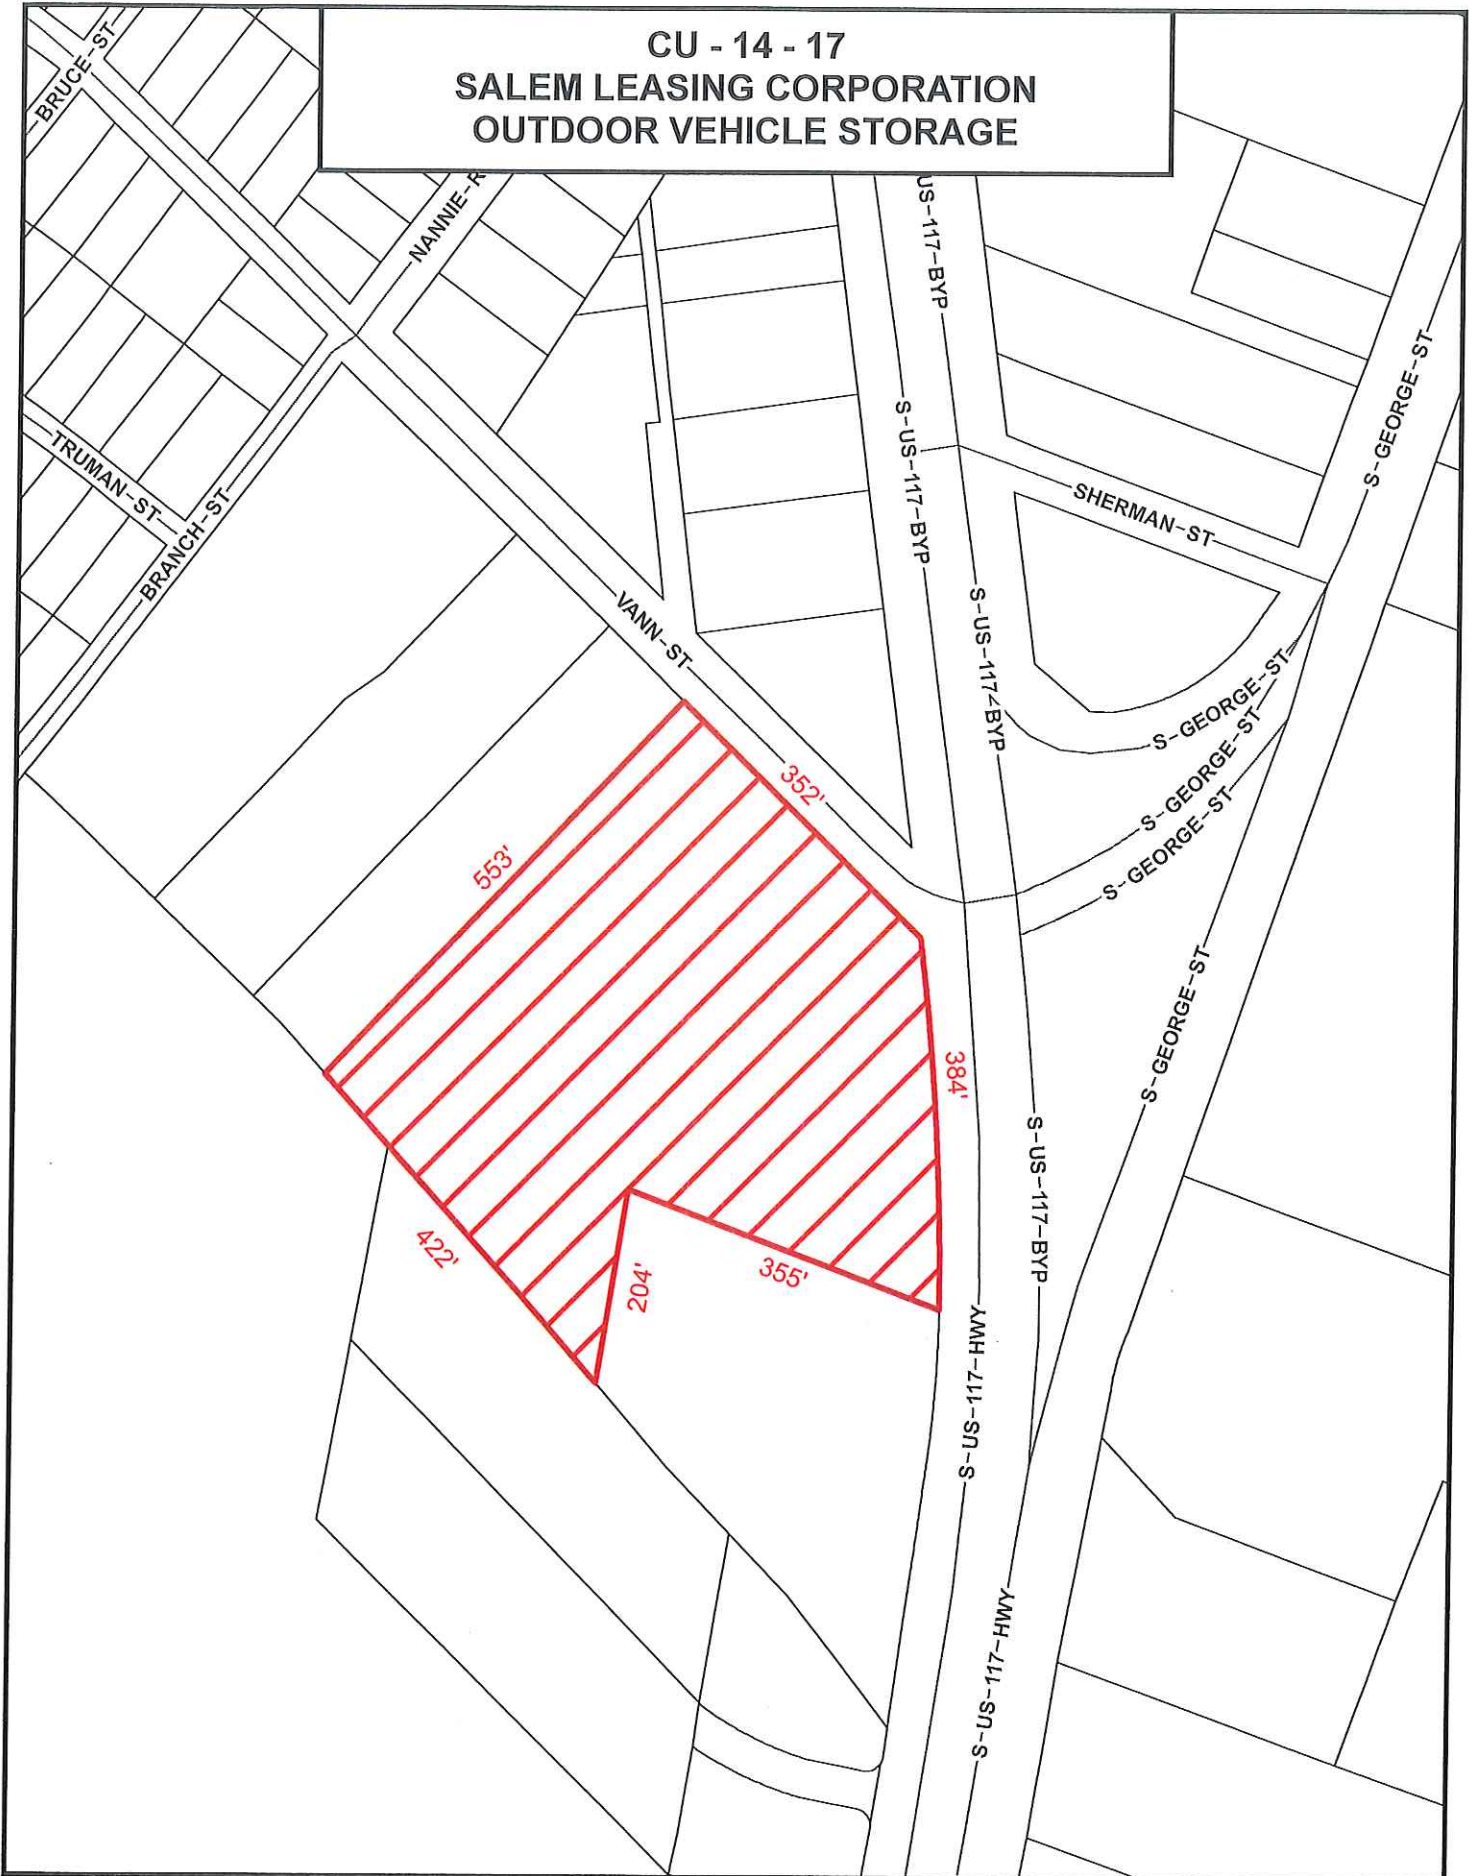 CU - 14 - 17
SALEM LEASING CORPORATION
OUTDOOR VEHICLE STORAGE
BRUCE-ST
NANNIE-R
US-117-BYP
S-GEORGE-ST
TRUMAN-ST
BRANCH-ST
S-US-117-BYP
SHERMAN-ST
VANN-ST
S-US-117-BYP
S-GEORGE-ST
S-GEORGE-ST
S-GEORGE-ST
352'
553'
384'
S-GEORGE-ST
S-US-117-BYP
422'
204'
355'
S-US-117-HWY
S-US-117-HWY